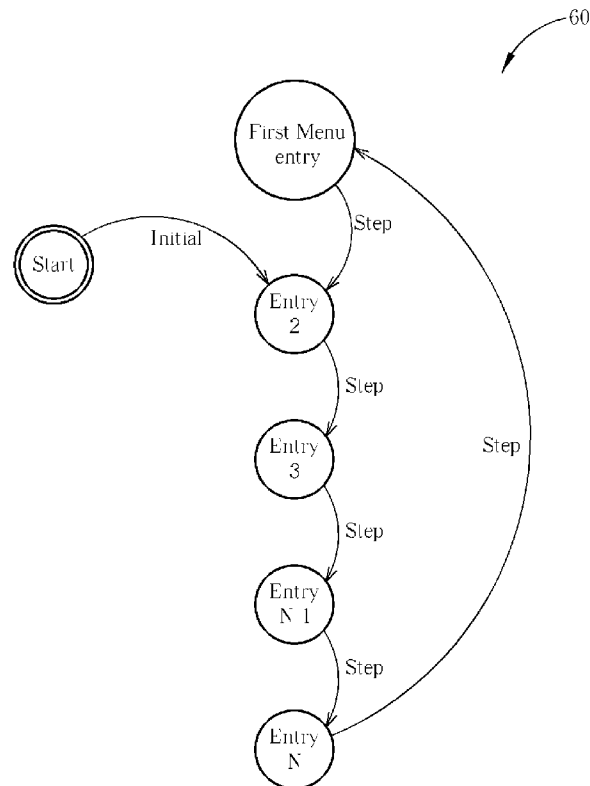 60
First Menu
entry
Step
Initial
Start
Entry
2
Step
Entry
3
Step
Step
Entry
N 1
Step
Entry
N